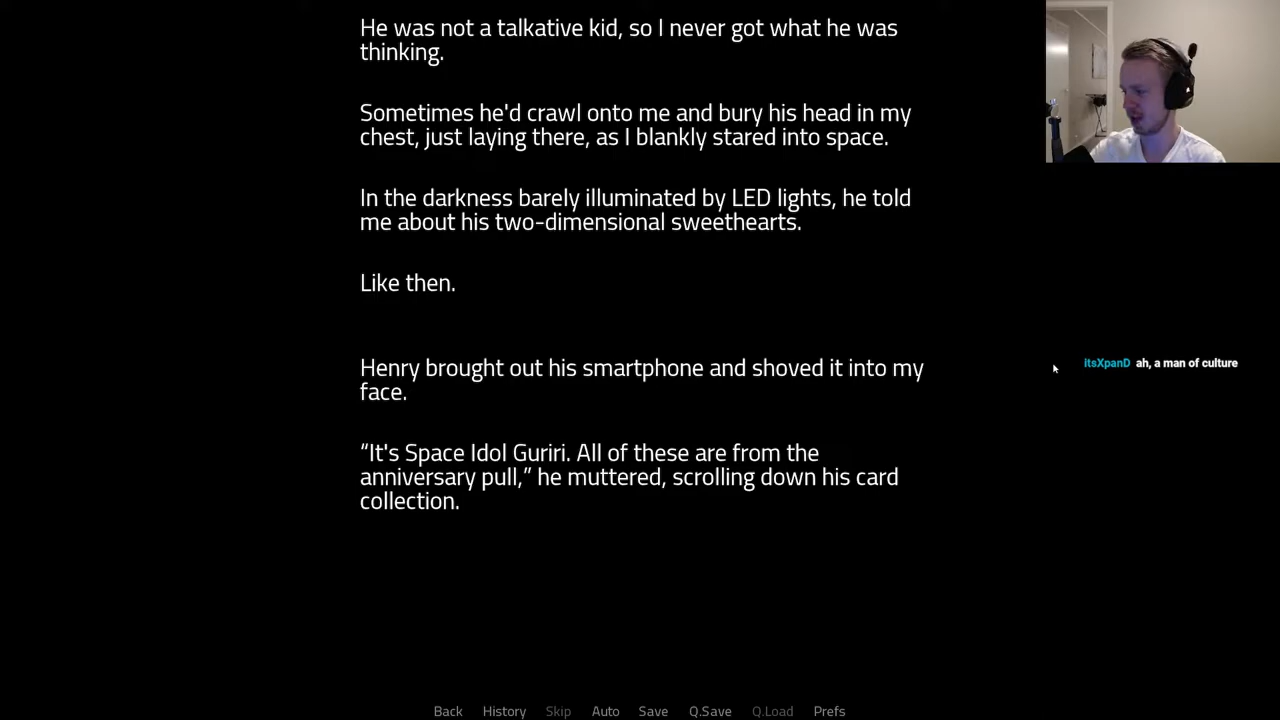 He was not a talkative kid, so I never got what he was
thinking.
Sometimes he'd crawl onto me and bury his head in my
chest, just laying there, as I blankly stared into space.
In the darkness barely illuminated by LED lights, he told
me about his two-dimensional sweethearts.
Like then.
Henry brought out his smartphone and shoved it into my
face.
“It's Space Idol Guriri. All of these are from the
anniversary pull,” he muttered, scrolling down his card
collection.
itsXpanD ah, a man of culture
Back History Skip Auto Save Q.Save Q.Load Prefs